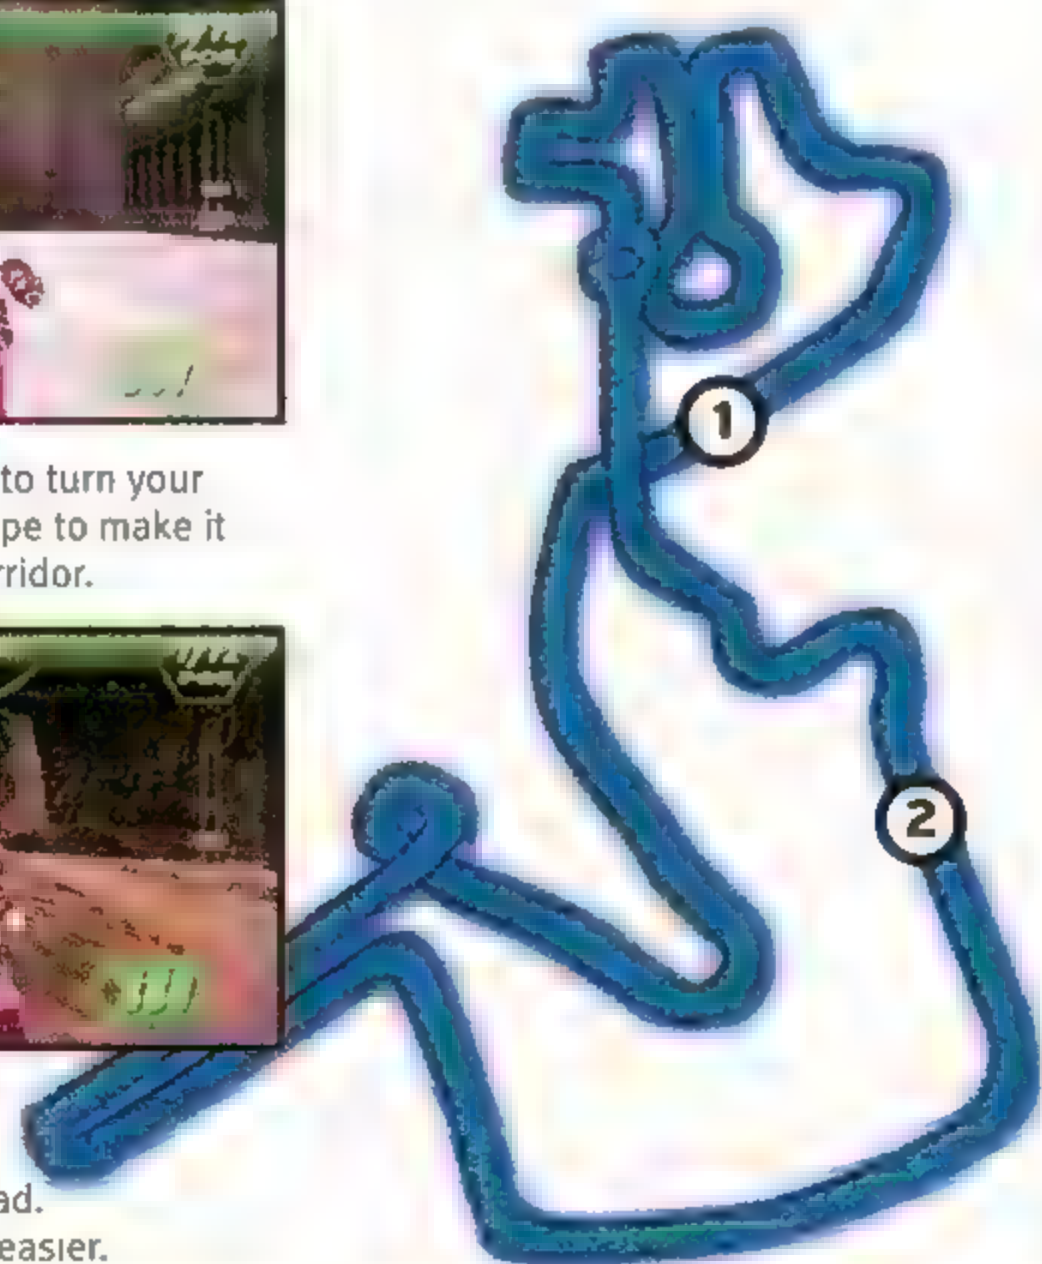 to turn your
pe to make it
rridor.
1
2
ad.
easier.